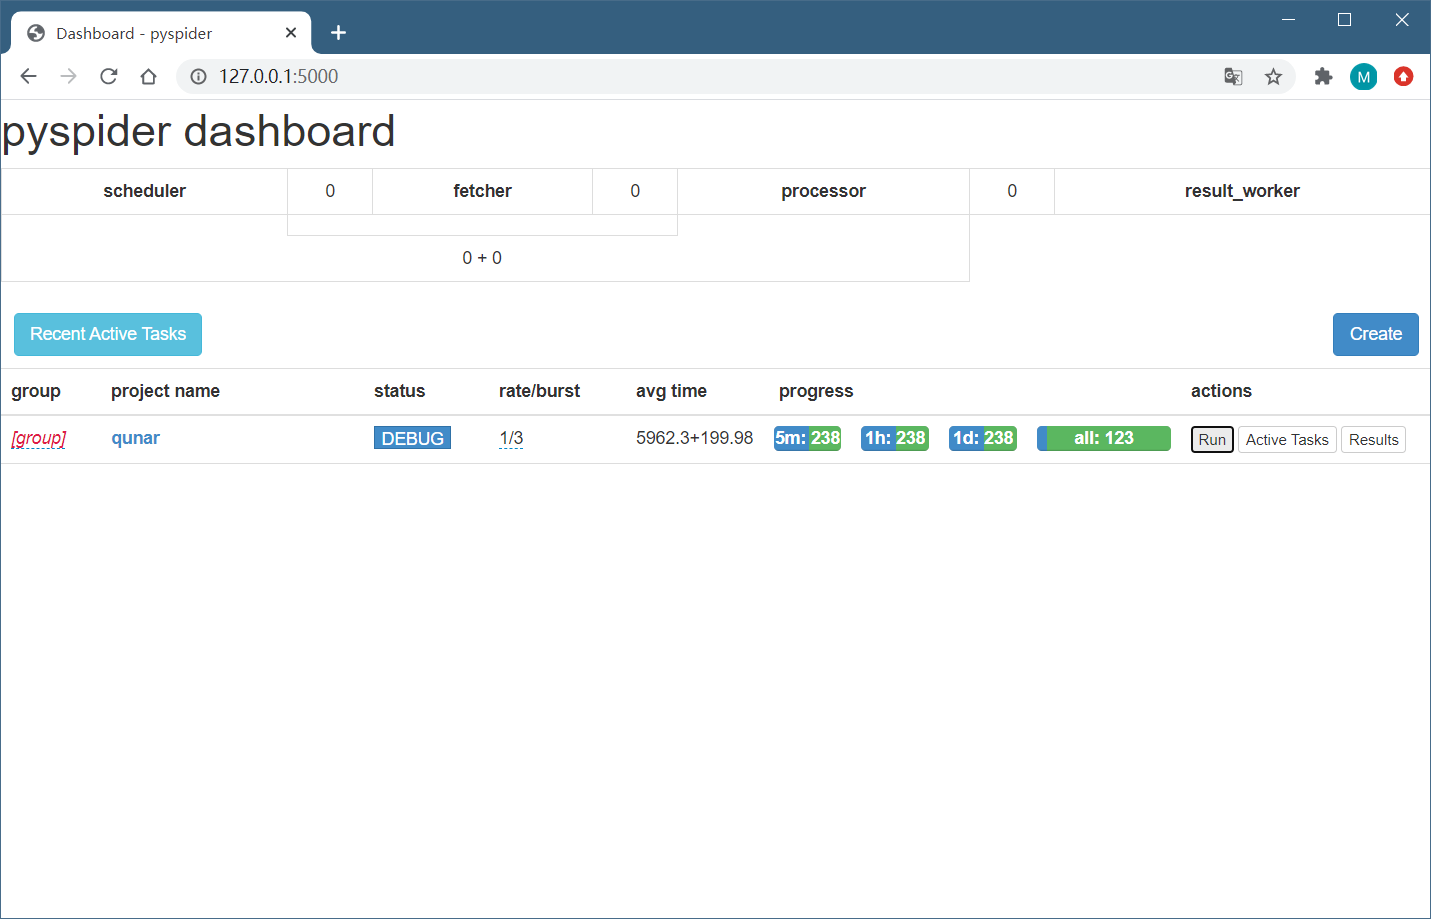 Dashboard - pyspider
127.0.0.1:5000
M
pyspider dashboard
scheduler 0 fetcher 0 processor 0 result_worker
0 + 0
Recent Active Tasks Create
group project name status rate/burst avg time progress actions
[group] qunar DEBUG 1/3 5962.3+199.98 5m: 238 1h: 238 1d: 238 all: 123 Run Active Tasks Results